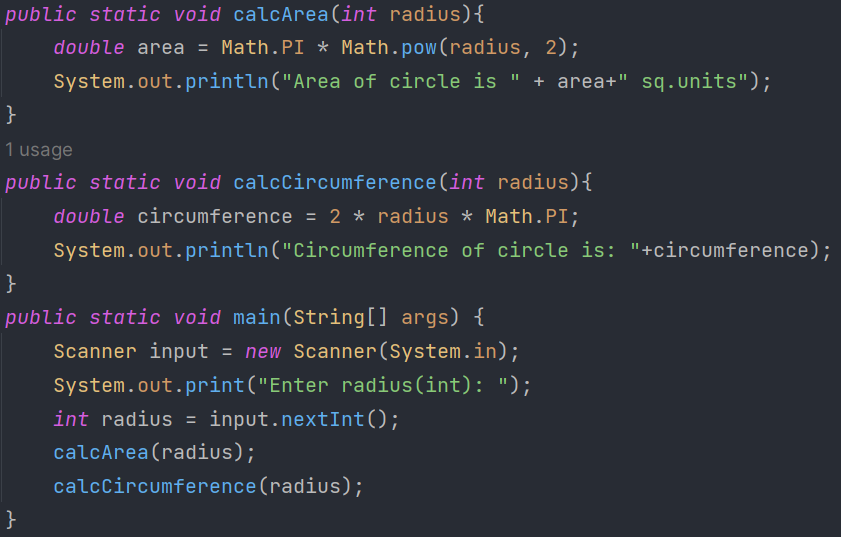 public static void calcArea(int radius){
    double area = Math.PI * Math.pow(radius, 2);
    System.out.println("Area of circle is " + area+" sq.units");
}
1 usage
public static void calcCircumference(int radius){
    double circumference = 2 * radius * Math.PI;
    System.out.println("Circumference of circle is: "+circumference);
}
public static void main(String[] args) {
    Scanner input = new Scanner(System.in);
    System.out.print("Enter radius(int): ");
    int radius = input.nextInt();
    calcArea(radius);
    calcCircumference(radius);
}